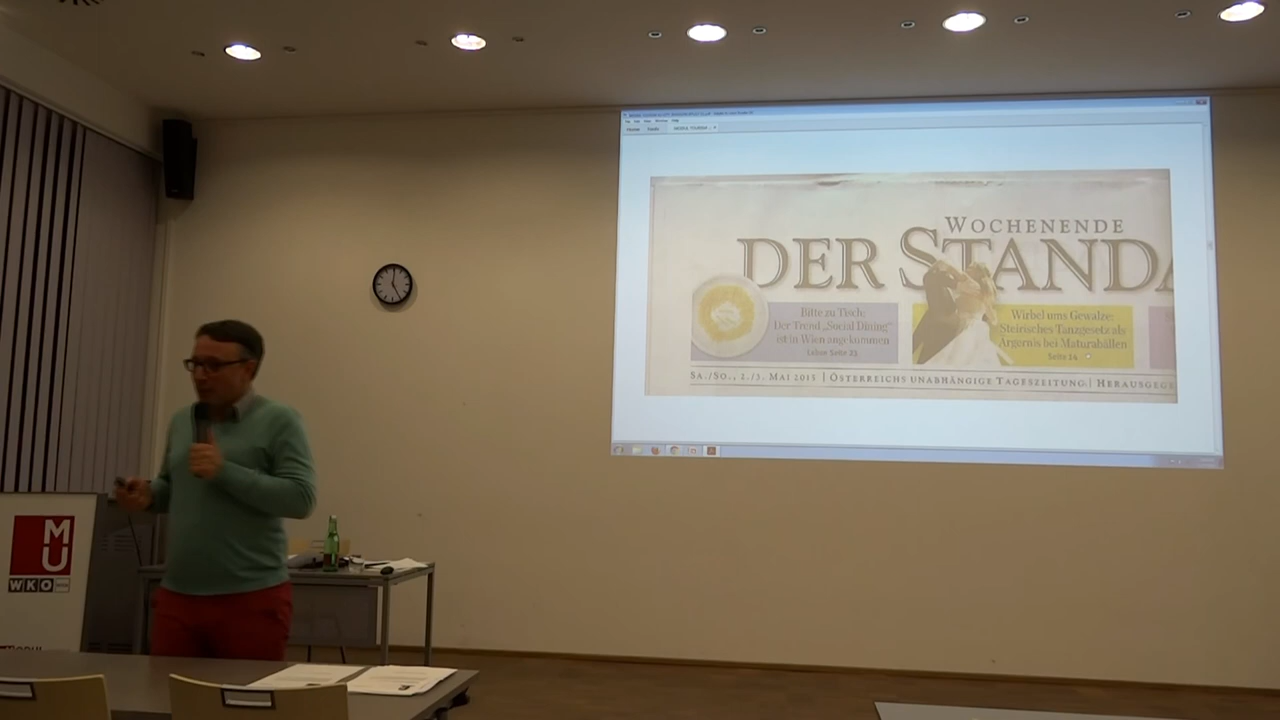 WOCHENENDE
DER STANDA
Bitte zu Tisch:
Der Trend „Social Dining"
ist in Wien angekommen
Leben Seite 23
Wirbel ums Gewalze:
Steirisches Tanzgesetz als
Ärgernis bei Maturabällen
Seite 14
SA./SO., 2./3. MAI 2015 | ÖSTERREICHS UNABHÄNGIGE TAGESZEITUNG | HERAUSGEGE
MU
WKO